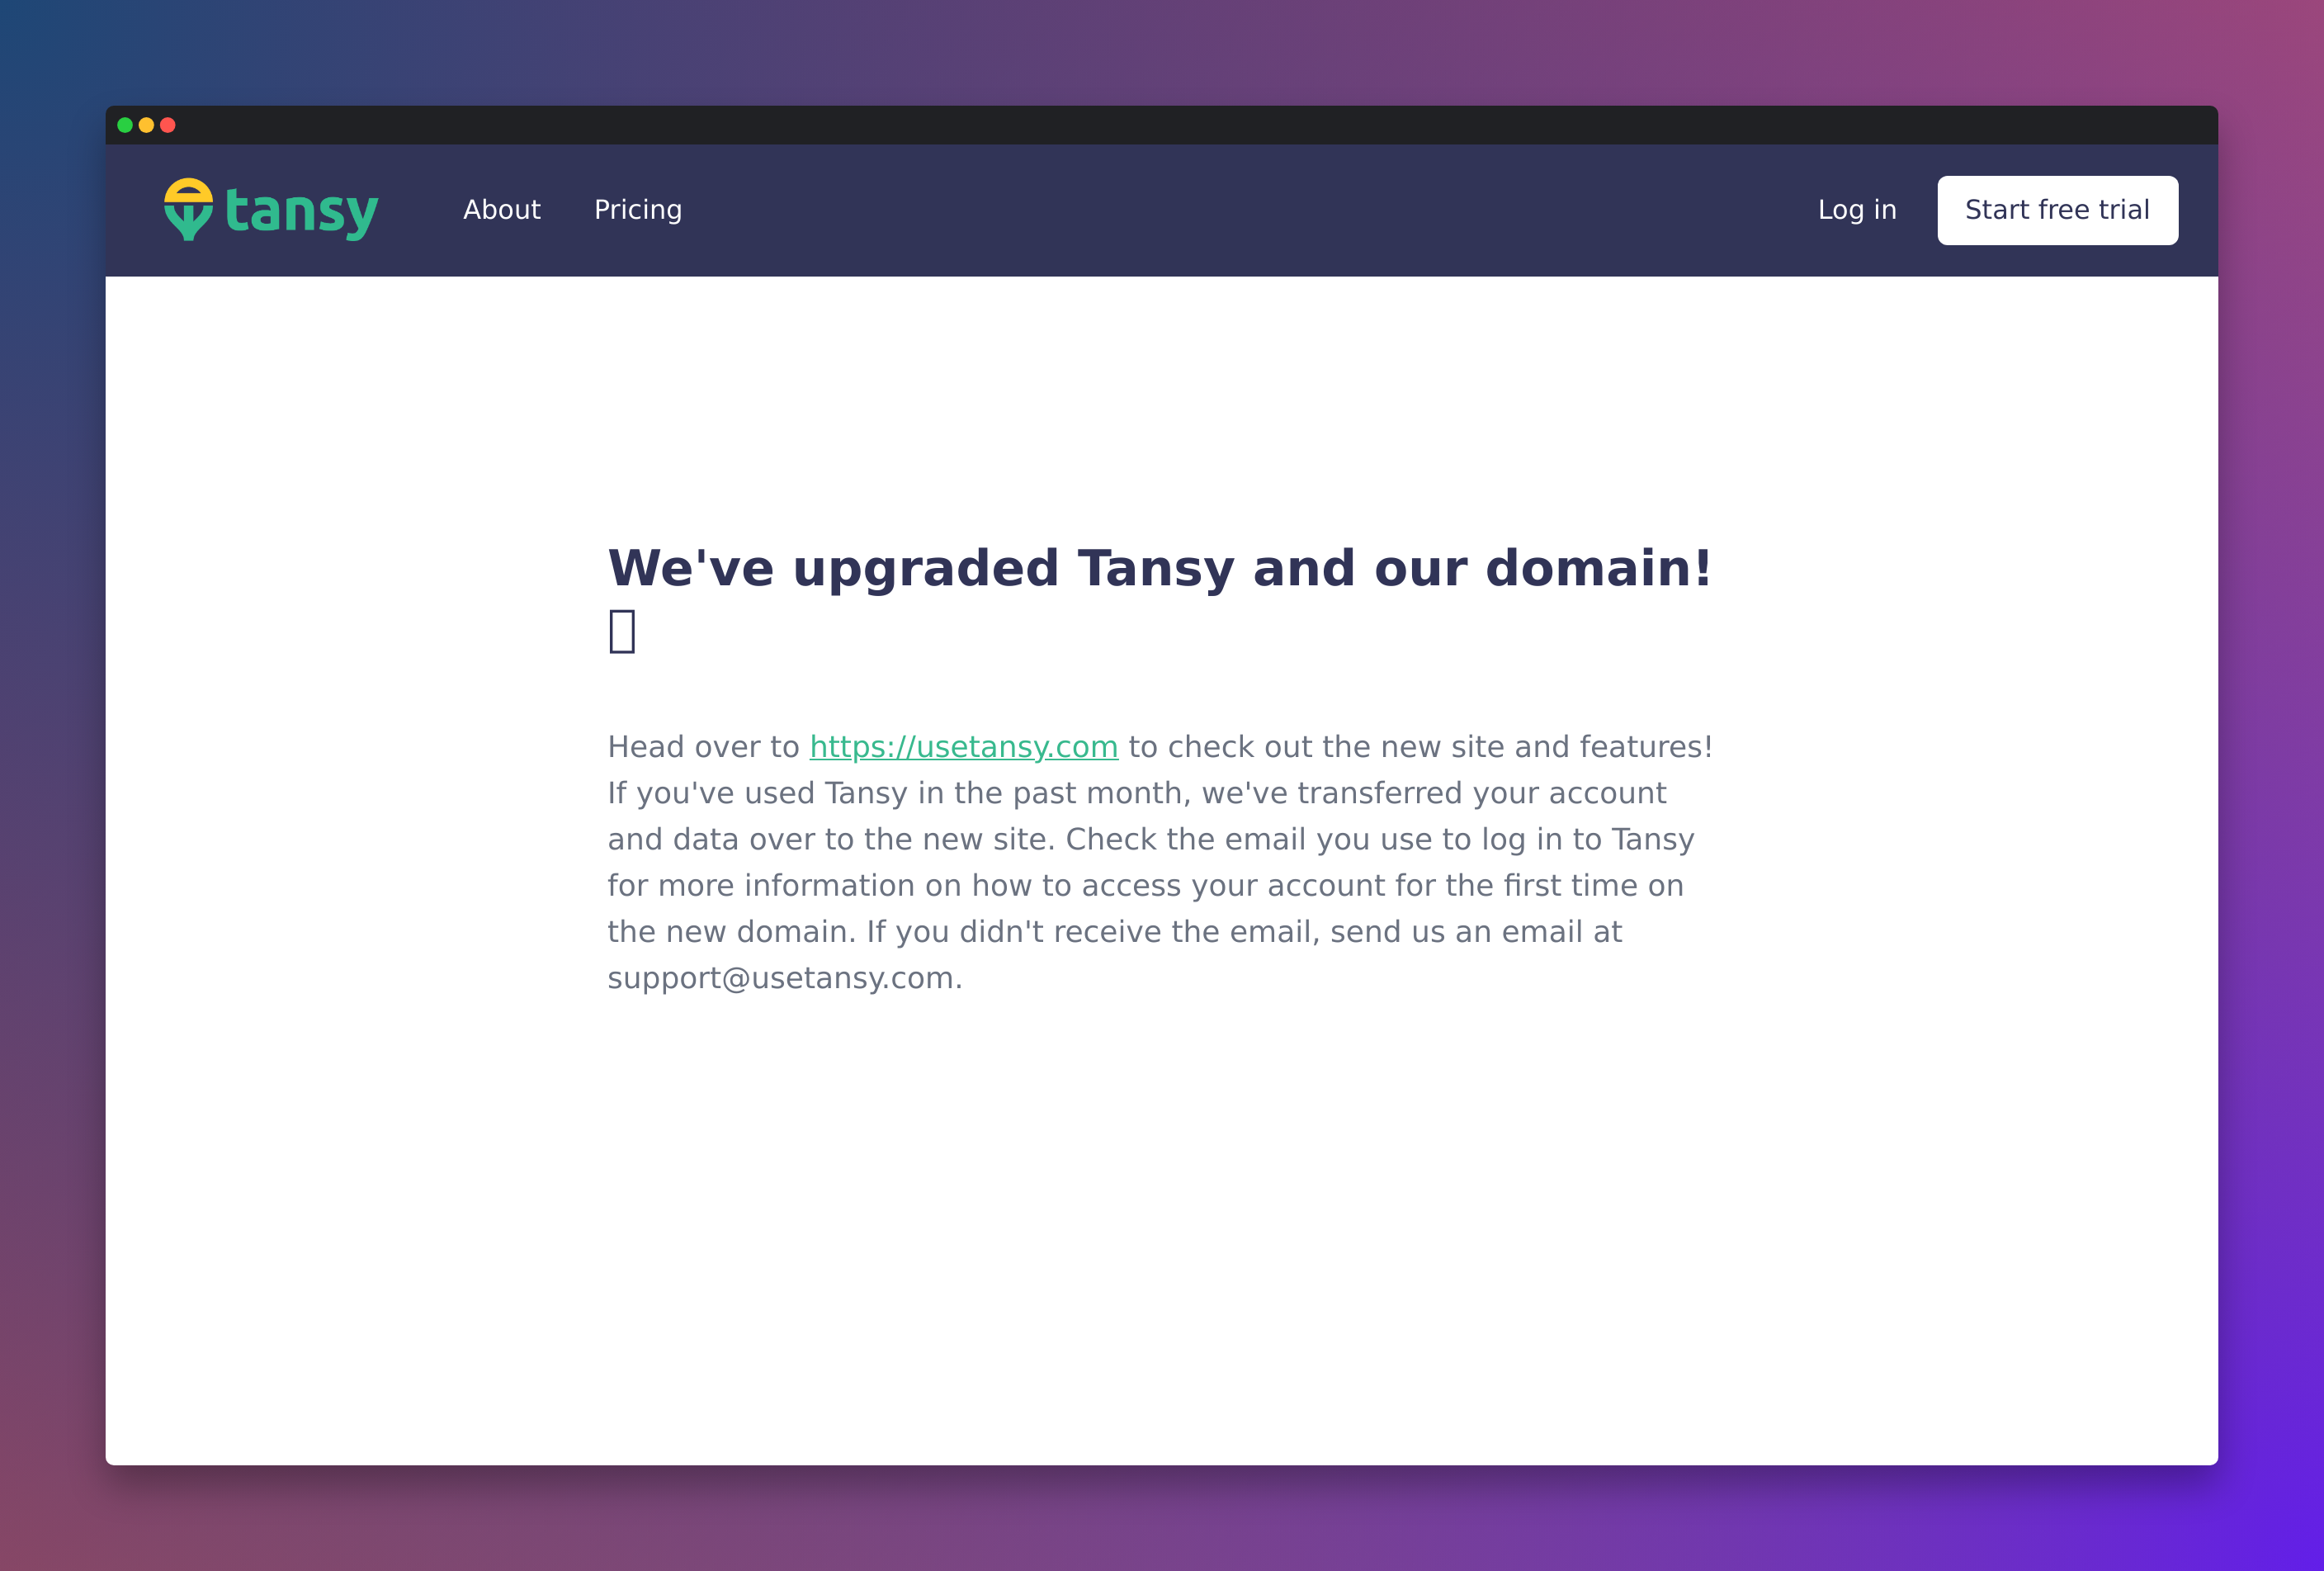 tansy
About
Pricing
Log in
Start free trial
We've upgraded Tansy and our domain!
Head over to https://usetansy.com to check out the new site and features!
If you've used Tansy in the past month, we've transferred your account
and data over to the new site. Check the email you use to log in to Tansy
for more information on how to access your account for the first time on
the new domain. If you didn't receive the email, send us an email at
support@usetansy.com.